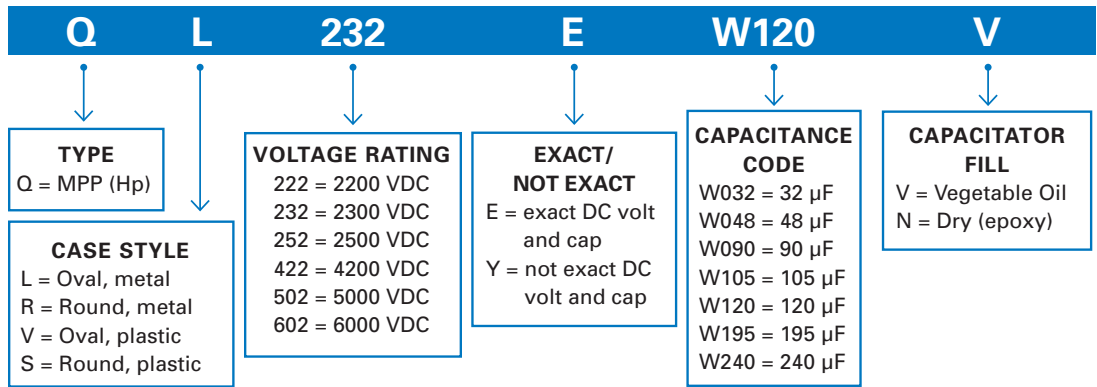 Q L 232 E W120 V
TYPE
Q = MPP (Hp)
CASE STYLE
L = Oval, metal
R = Round, metal
V = Oval, plastic
S = Round, plastic
VOLTAGE RATING
222 = 2200 VDC
232 = 2300 VDC
252 = 2500 VDC
422 = 4200 VDC
502 = 5000 VDC
602 = 6000 VDC
EXACT/
NOT EXACT
E = exact DC volt
and cap
Y = not exact DC
volt and cap
CAPACITANCE
CODE
W032 = 32 µF
W048 = 48 µF
W090 = 90 µF
W105 = 105 µF
W120 = 120 µF
W195 = 195 µF
W240 = 240 µF
CAPACITATOR
FILL
V = Vegetable Oil
N = Dry (epoxy)